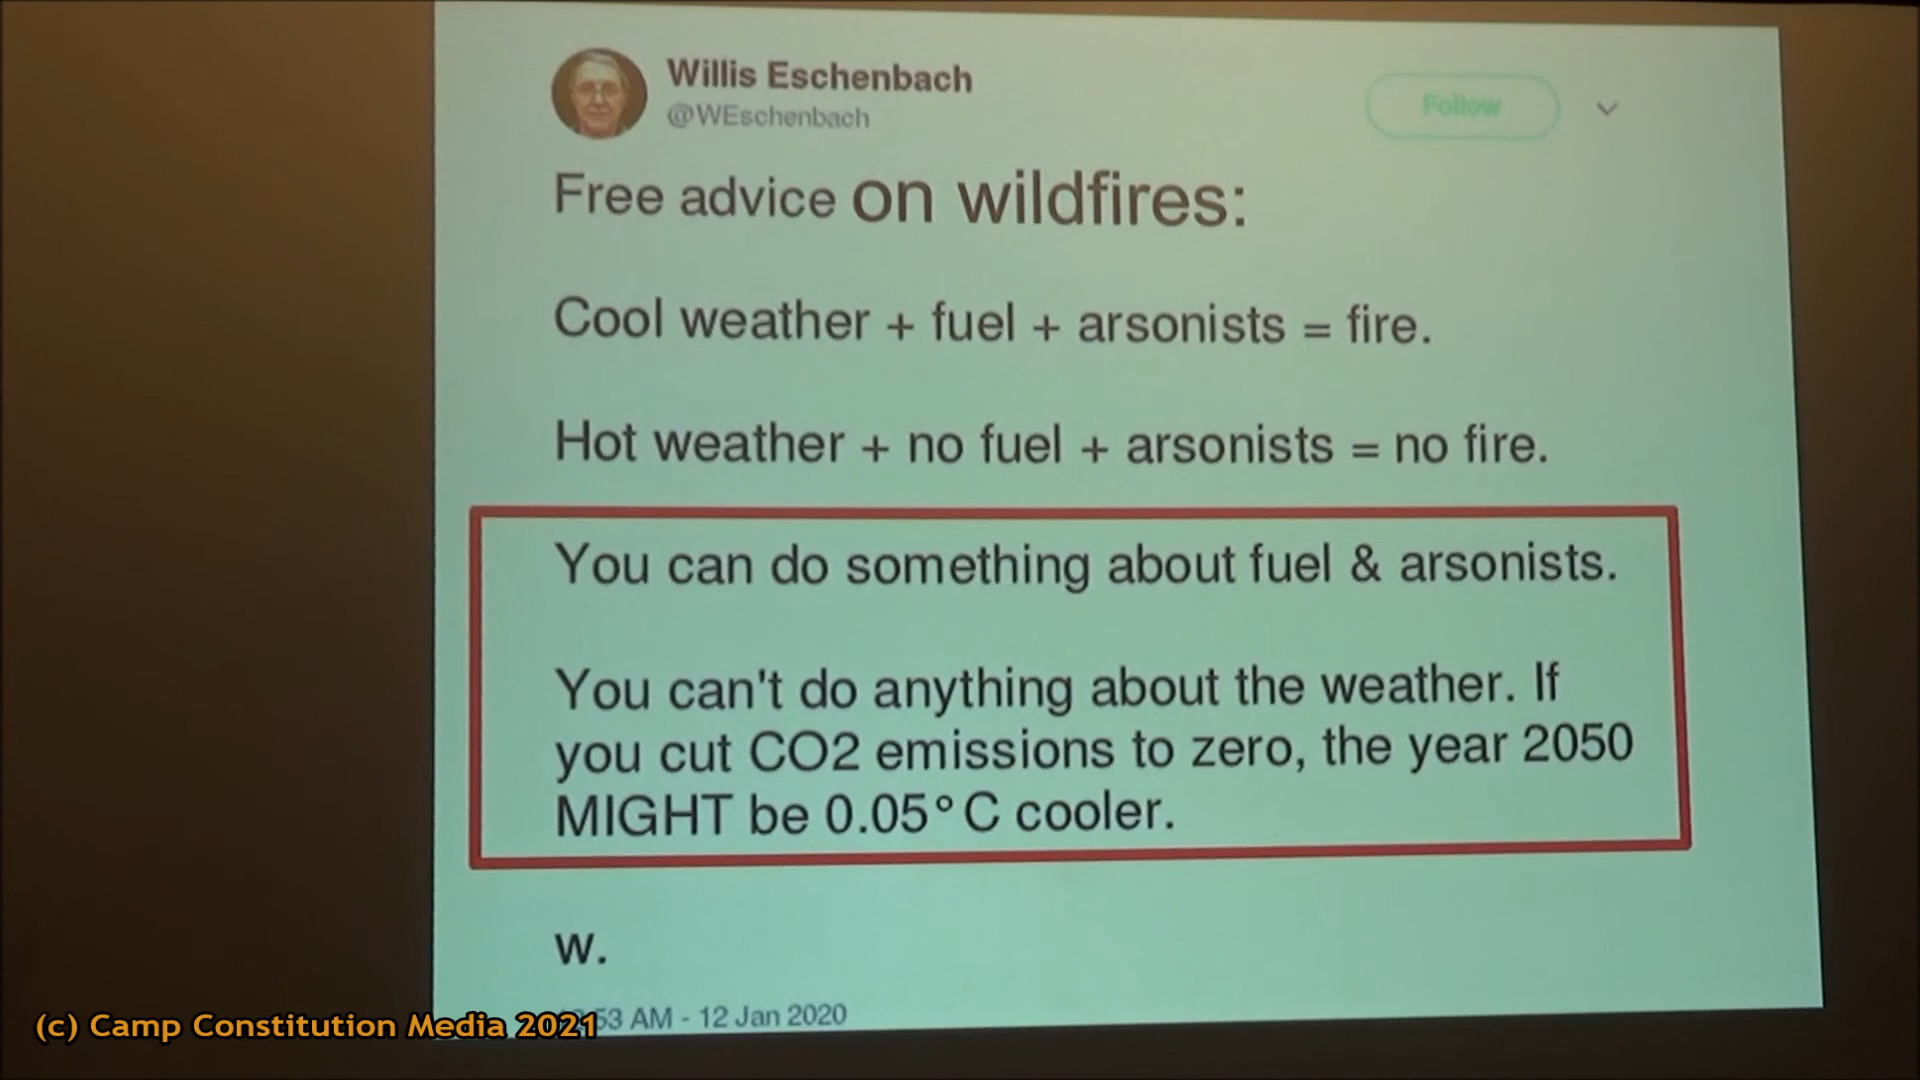 Willis Eschenbach
@WEschenbach
Follow
Free advice on wildfires:
Cool weather + fuel + arsonists = fire.
Hot weather + no fuel + arsonists = no fire.
You can do something about fuel & arsonists.
You can't do anything about the weather. If
you cut CO2 emissions to zero, the year 2050
MIGHT be 0.05°C cooler.
w.
53 AM - 12 Jan 2020
(c) Camp Constitution Media 2021